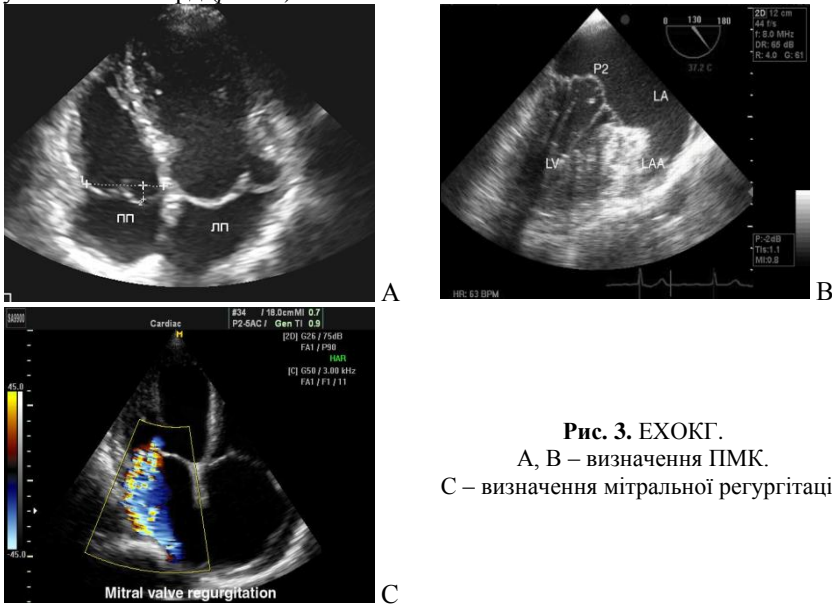 ПП
ЛП
А
0 130 180
37.2 C
2D 12 cm
44 f/s
f: 8.0 MHz
DR: 65 dB
R: 4.0 G: 61
P2
LA
LV
LAA
P:-2dB
TIs:1.1
MI:0.8
HR: 63 BPM
В
SA9900
Cardiac
#34 / 18.0cm MI 0.7
P2-5AC / Gen TI 0.9
M
[2D] G26 / 75dB
FA1 / P90
HAR
[C] G50 / 3.00 kHz
FA1 / F1 / 11
45.0
-45.0
Mitral valve regurgitation
С
Рис. 3. ЕХОКГ.
А, В – визначення ПМК.
С – визначення мітральної регургітаці